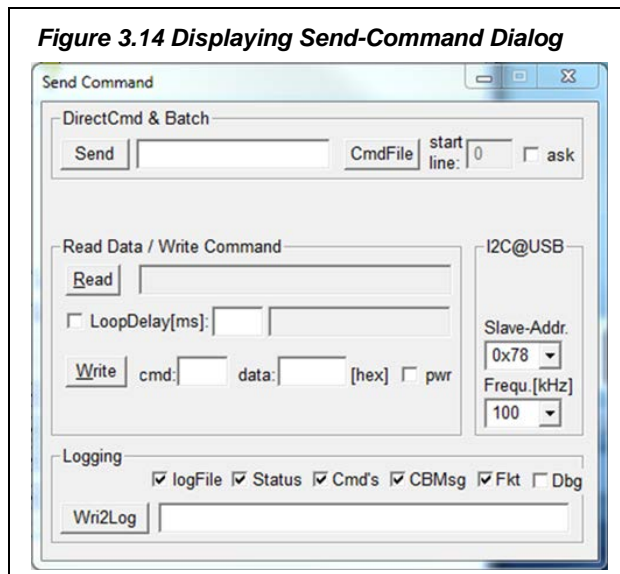 Figure 3.14 Displaying Send-Command Dialog
Send Command
DirectCmd & Batch
Send
CmdFile
start
line:
0
ask
Read Data / Write Command
Read
LoopDelay[ms]:
Write
cmd:
data:
[hex]
pwr
I2C@USB
Slave-Addr.
0x78
Frequ.[kHz]
100
Logging
logFile
Status
Cmd's
CBMsg
Fkt
Dbg
Wri2Log